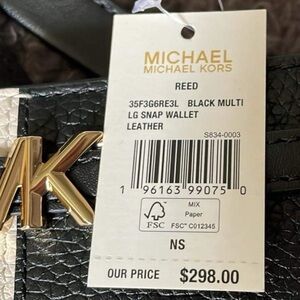 MICHAEL
MICHAEL KORS
REED
35F3G6RE3L BLACK MULTI
LG SNAP WALLET
LEATHER
S834-0003
1 96163 99075 0
FSC
MIX
Paper
FSC® C012345
NS
OUR PRICE $298.00
MK